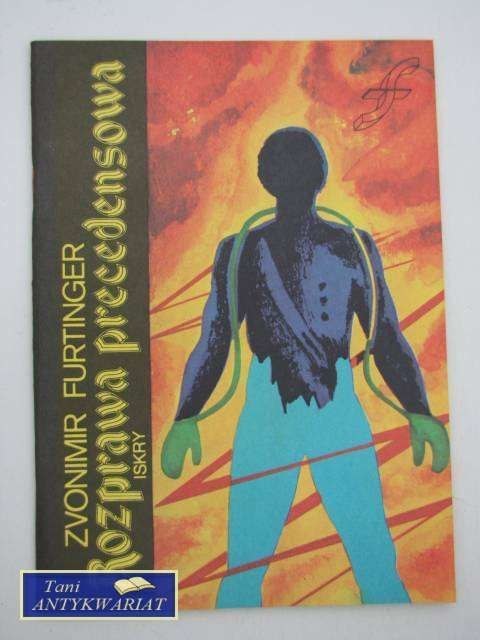 ZVONIMIR FURTINGER
Rozprawa precedensowa
ISKRY
Tani
ANTYKWARIAT